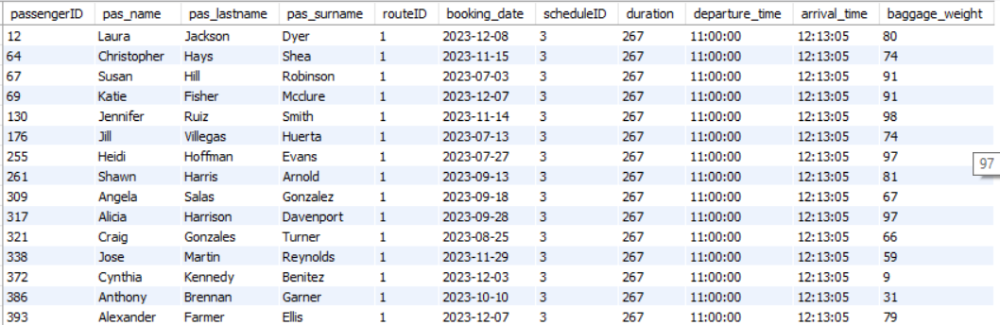 passengerID pas_name pas_lastname pas_surname routeID booking_date scheduleID duration departure_time arrival_time baggage_weight
12 Laura Jackson Dyer 1 2023-12-08 3 267 11:00:00 12:13:05 80
64 Christopher Hays Shea 1 2023-11-15 3 267 11:00:00 12:13:05 74
67 Susan Hill Robinson 1 2023-07-03 3 267 11:00:00 12:13:05 91
69 Katie Fisher Mcclure 1 2023-12-07 3 267 11:00:00 12:13:05 91
130 Jennifer Ruiz Smith 1 2023-11-14 3 267 11:00:00 12:13:05 98
176 Jill Villegas Huerta 1 2023-07-13 3 267 11:00:00 12:13:05 74
255 Heidi Hoffman Evans 1 2023-07-27 3 267 11:00:00 12:13:05 97
97
261 Shawn Harris Arnold 1 2023-09-13 3 267 11:00:00 12:13:05 81
309 Angela Salas Gonzalez 1 2023-09-18 3 267 11:00:00 12:13:05 67
317 Alicia Harrison Davenport 1 2023-09-28 3 267 11:00:00 12:13:05 97
321 Craig Gonzales Turner 1 2023-08-25 3 267 11:00:00 12:13:05 66
338 Jose Martin Reynolds 1 2023-11-29 3 267 11:00:00 12:13:05 59
372 Cynthia Kennedy Benitez 1 2023-12-03 3 267 11:00:00 12:13:05 9
386 Anthony Brennan Garner 1 2023-10-10 3 267 11:00:00 12:13:05 31
393 Alexander Farmer Ellis 1 2023-12-07 3 267 11:00:00 12:13:05 79